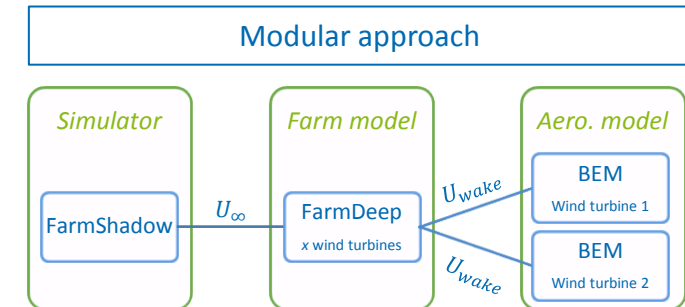 Modular approach
Simulator
Farm model
Aero. model
FarmShadow
U∞
FarmDeep
x wind turbines
Uwake
BEM
Wind turbine 1
Uwake
BEM
Wind turbine 2